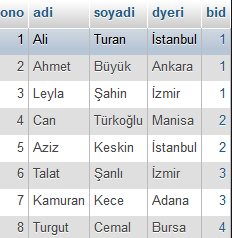 ono adi soyadi dyeri bid
1 Ali Turan İstanbul 1
2 Ahmet Büyük Ankara 1
3 Leyla Şahin İzmir 1
4 Can Türkoğlu Manisa 2
5 Aziz Keskin İstanbul 2
6 Talat Şanlı İzmir 3
7 Kamuran Kece Adana 3
8 Turgut Cemal Bursa 4